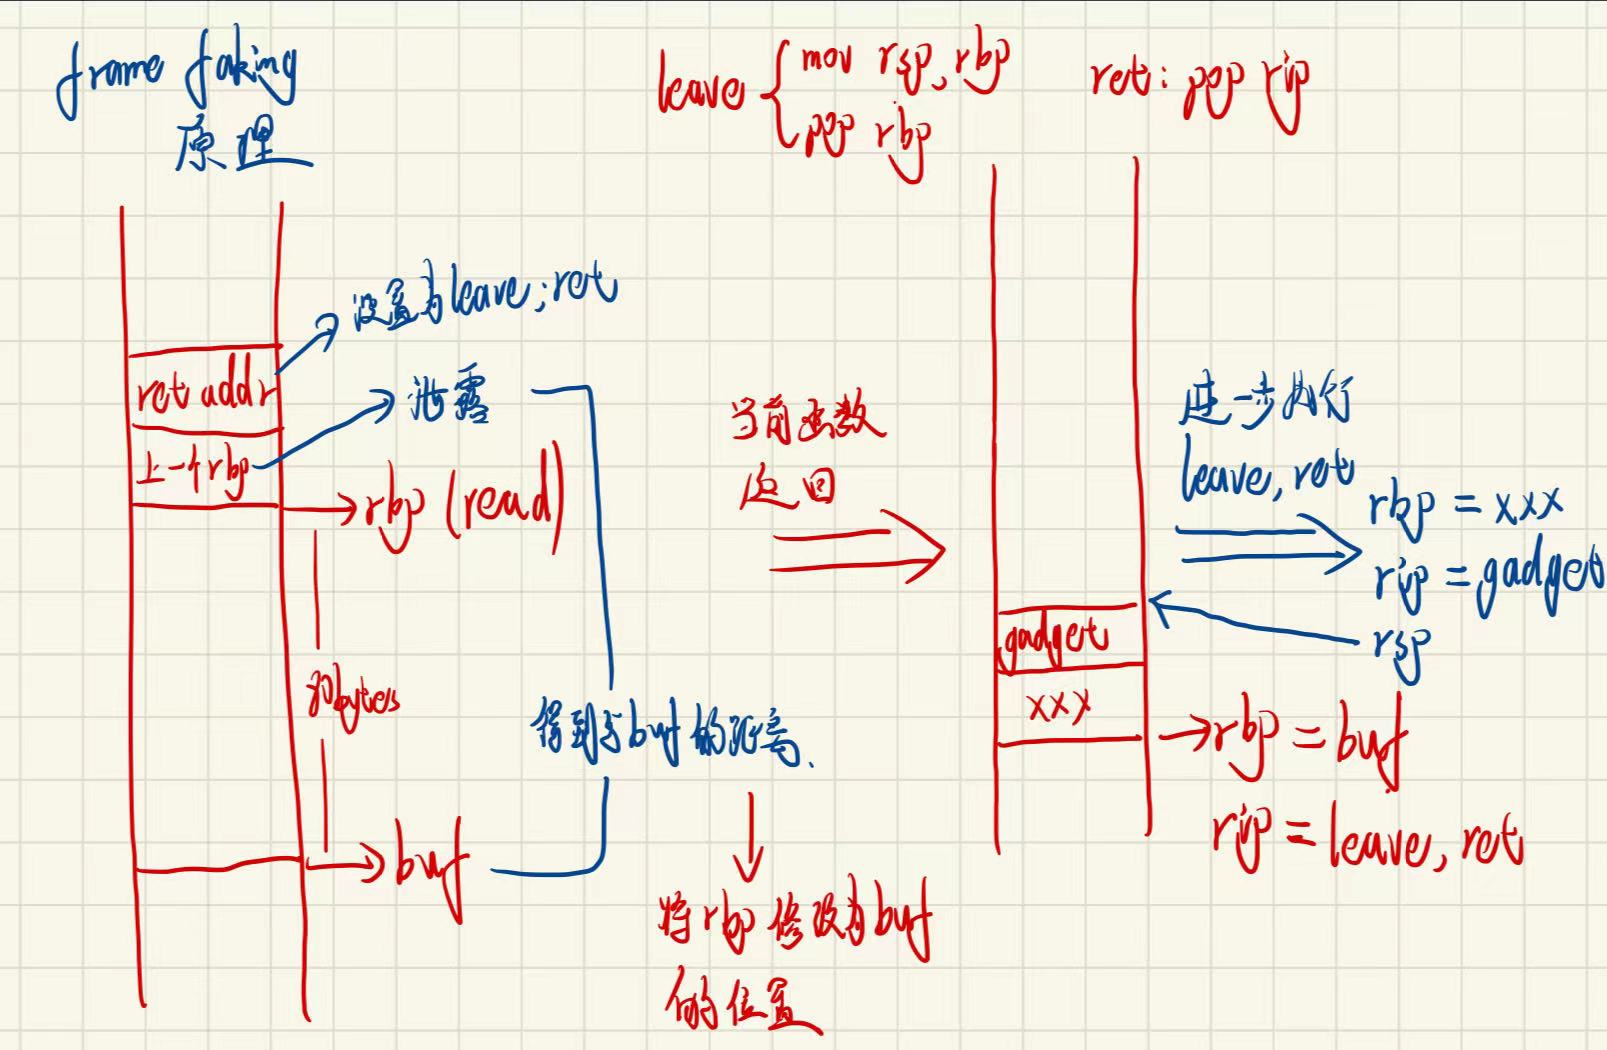 frame faking
原理
leave { mov rsp, rbp
pop rbp
ret: pop rip
设置为leave;ret
ret addr
泄露
上一个rbp
rbp (read)
bytes
buf
得到与buf的距离.
将rbp修改为buf
的位置
当前函数
返回
进一步执行
leave, ret
rbp = xxx
rip = gadget
rsp
gadget
xxx
rbp = buf
rip = leave, ret